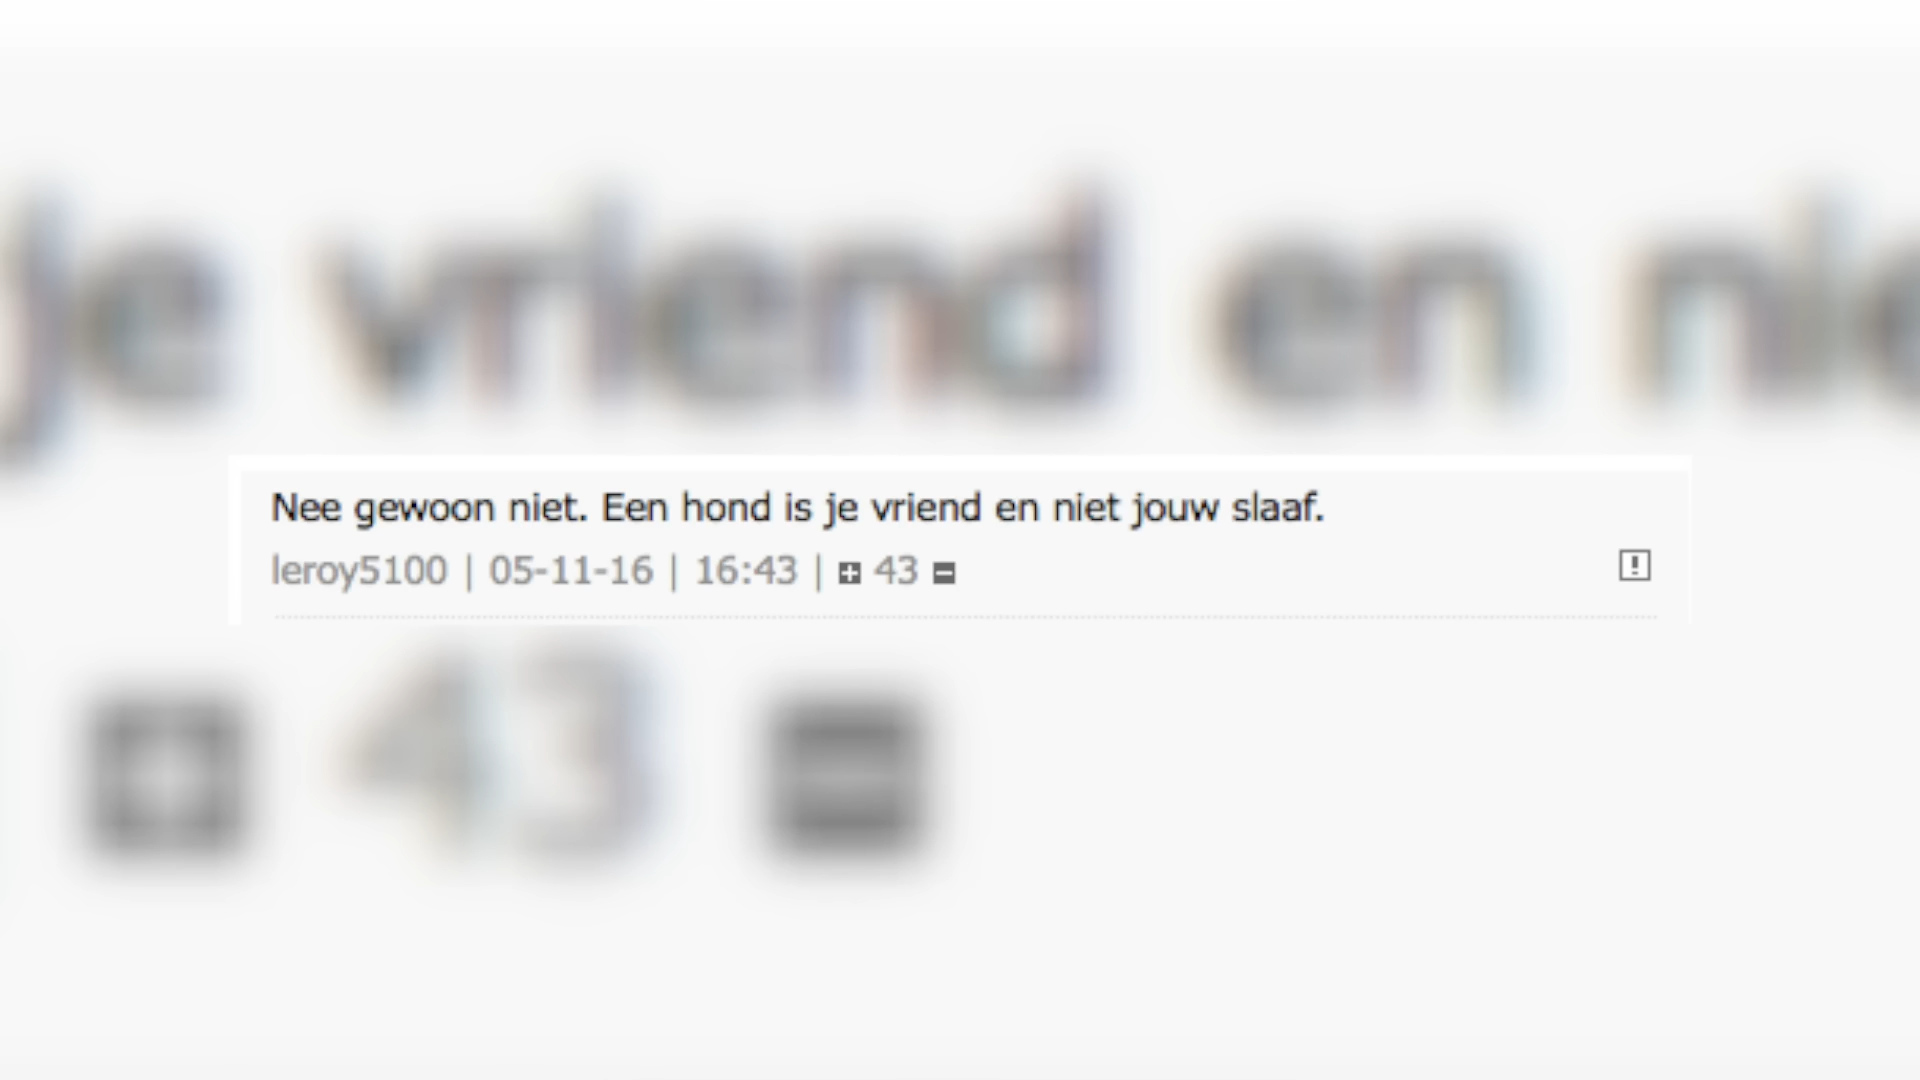 je vriend en nie
Nee gewoon niet. Een hond is je vriend en niet jouw slaaf.
leroy5100 | 05-11-16 | 16:43 | + 43 -
43